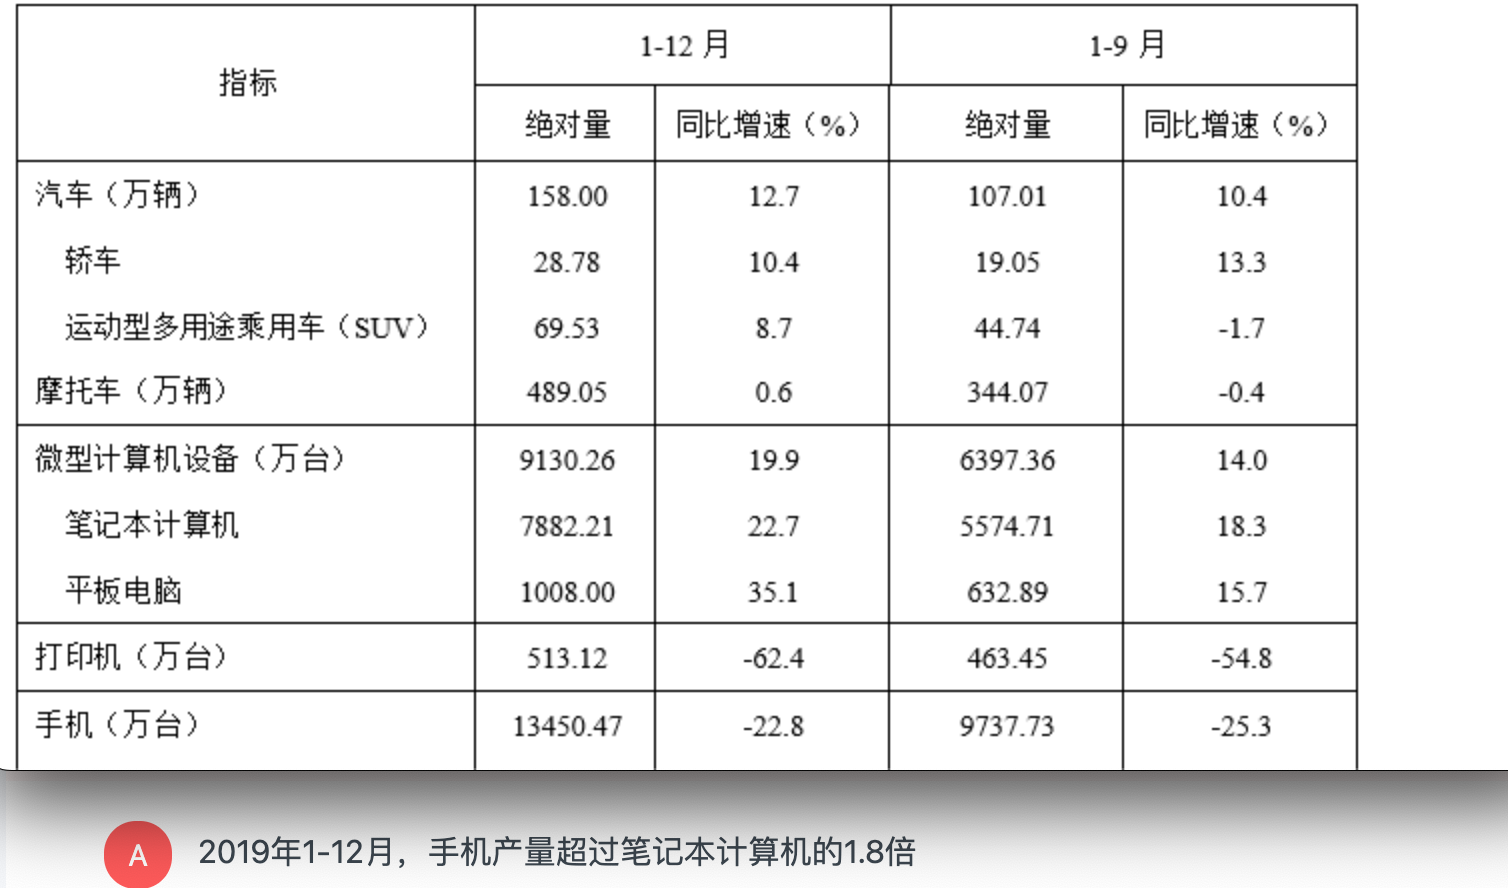 指标 1-12 月 1-9 月
绝对量 同比增速（%） 绝对量 同比增速（%）
汽车（万辆） 158.00 12.7 107.01 10.4
轿车 28.78 10.4 19.05 13.3
运动型多用途乘用车（SUV） 69.53 8.7 44.74 -1.7
摩托车（万辆） 489.05 0.6 344.07 -0.4
微型计算机设备（万台） 9130.26 19.9 6397.36 14.0
笔记本计算机 7882.21 22.7 5574.71 18.3
平板电脑 1008.00 35.1 632.89 15.7
打印机（万台） 513.12 -62.4 463.45 -54.8
手机（万台） 13450.47 -22.8 9737.73 -25.3
A 2019年1-12月，手机产量超过笔记本计算机的1.8倍